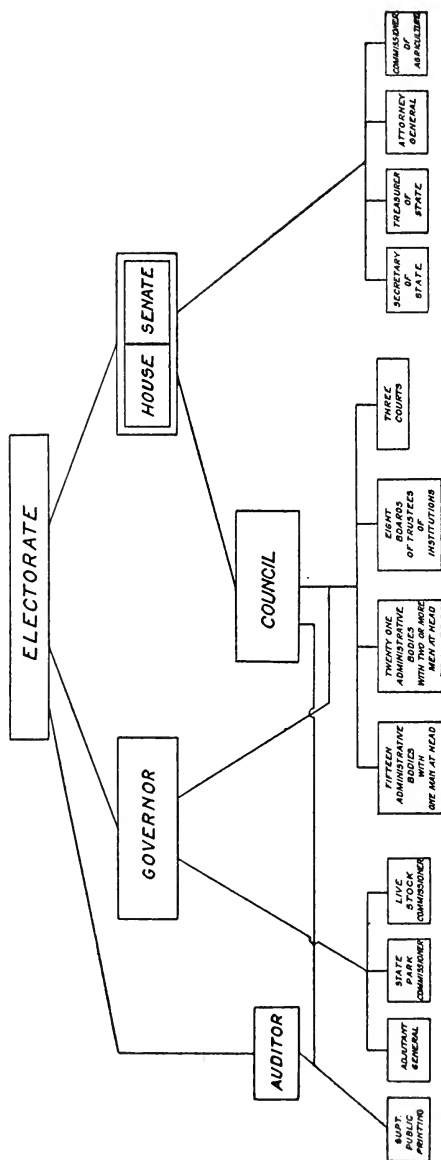 ELECTORATE
AUDITOR
GOVERNOR
HOUSE
SENATE
COUNCIL
SUPT.
PUBLIC
PRINTING
ADJUTANT
GENERAL
STATE
PARK
COMMISSIONER
LIVE
STOCK
COMMISSIONER
FIFTEEN
ADMINISTRATIVE
BODIES
WITH
ONE MAN AT HEAD
TWENTY ONE
ADMINISTRATIVE
BODIES
WITH TWO OR MORE
MEN AT HEAD
EIGHT
BOARDS
OF TRUSTEES
OF
INSTITUTIONS
THREE
COURTS
SECRETARY
OF
STATE
TREASURER
OF
STATE
ATTORNEY
GENERAL
COMMISSIONER
OF
AGRICULTURE